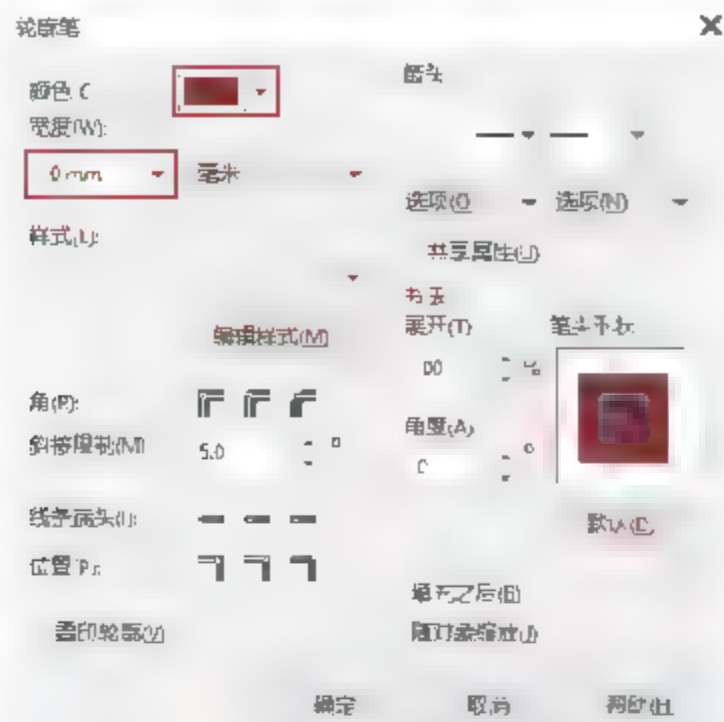 轮廓笔
颜色: C
箭头
宽度(W):
0 mm 毫米
选项(O 选项(N)
样式(L):
共享属性(U)
书法
展开(T) 笔尖形状
编辑样式(M)
00 %
角(R):
角度(A)
斜接限制(M) 5.0 °
0 °
线条端头(I):
默认(D
位置(P):
填充之后(B)
叠印轮廓(V)
随对象缩放(J)
确定 取消 帮助(H